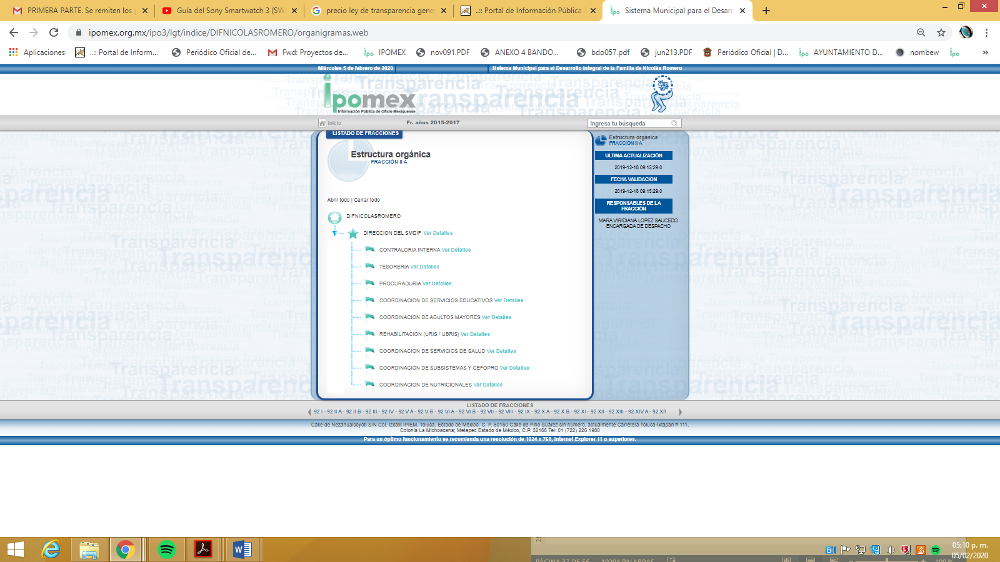 PRIMERA PARTE. Se remiten los p
Guía del Sony Smartwatch 3 (SW
precio ley de transparencia gene
..:: Portal de Información Pública
Sistema Municipal para el Desarr
ipomex.org.mx/ipo3/lgt/indice/DIFNICOLASROMERO/organigramas.web
Aplicaciones
..:: Portal de Inform...
Periódico Oficial de...
Fwd: Proyectos de...
IPOMEX
nov091.PDF
ANEXO 4 BANDO...
bdo057.pdf
jun213.PDF
Periódico Oficial | D...
AYUNTAMIENTO D...
nombew
»
Miércoles 5 de febrero de 2020
Sistema Municipal para el Desarrollo Integral de la Familia de Nicolás Romero
ipomex
Información Pública de Oficio Mexiquense
Transparencia
Inicio
Fr. años 2015-2017
Ingresa tu búsqueda
LISTADO DE FRACCIONES
Estructura orgánica
FRACCIÓN II A
Abrir todo | Cerrar todo
DIFNICOLASROMERO
DIRECCION DEL SMDIF Ver Detalles
CONTRALORIA INTERNA Ver Detalles
TESORERIA Ver Detalles
PROCURADURIA Ver Detalles
COORDINACION DE SERVICIOS EDUCATIVOS Ver Detalles
COORDINACION DE ADULTOS MAYORES Ver Detalles
REHABILITACION (URIS / UBRIS) Ver Detalles
COORDINACION DE SERVICIOS DE SALUD Ver Detalles
COORDINACION DE SUBSISTEMAS Y CEFOPRO Ver Detalles
COORDINACION DE NUTRICIONALES Ver Detalles
Estructura orgánica
FRACCIÓN II A
ULTIMA ACTUALIZACIÓN
2019-12-18 09:15:29.0
FECHA VALIDACIÓN
2019-12-18 09:15:29.0
RESPONSABLES DE LA
FRACCIÓN
MARA VIRIDIANA LOPEZ SAUCEDO
ENCARGADA DE DESPACHO
LISTADO DE FRACCIONES
92 I - 92 II A - 92 II B - 92 III - 92 IV - 92 V A - 92 V B - 92 VI A - 92 VI B - 92 VII - 92 VIII - 92 IX - 92 X A - 92 X B - 92 XI - 92 XII - 92 XIII - 92 XIV A - 92 XIV
Calle de Nezahualcoyotl S/N Col. Izcalli IPIEM, Toluca, Estado de México. C. P. 50150 Calle de Pino Suárez sin número, actualmente Carretera Toluca-Ixtapan # 111,
Colonia La Michoacana; Metepec Estado de México, C.P. 52166 Tel: 01 (722) 226 1980
Para un óptimo funcionamiento se recomienda una resolución de 1024 x 768, Internet Explorer 11 o superiores.
PÁGINA 37 DE 56
10294 PALABRAS
100 %
05:10 p. m.
05/02/2020